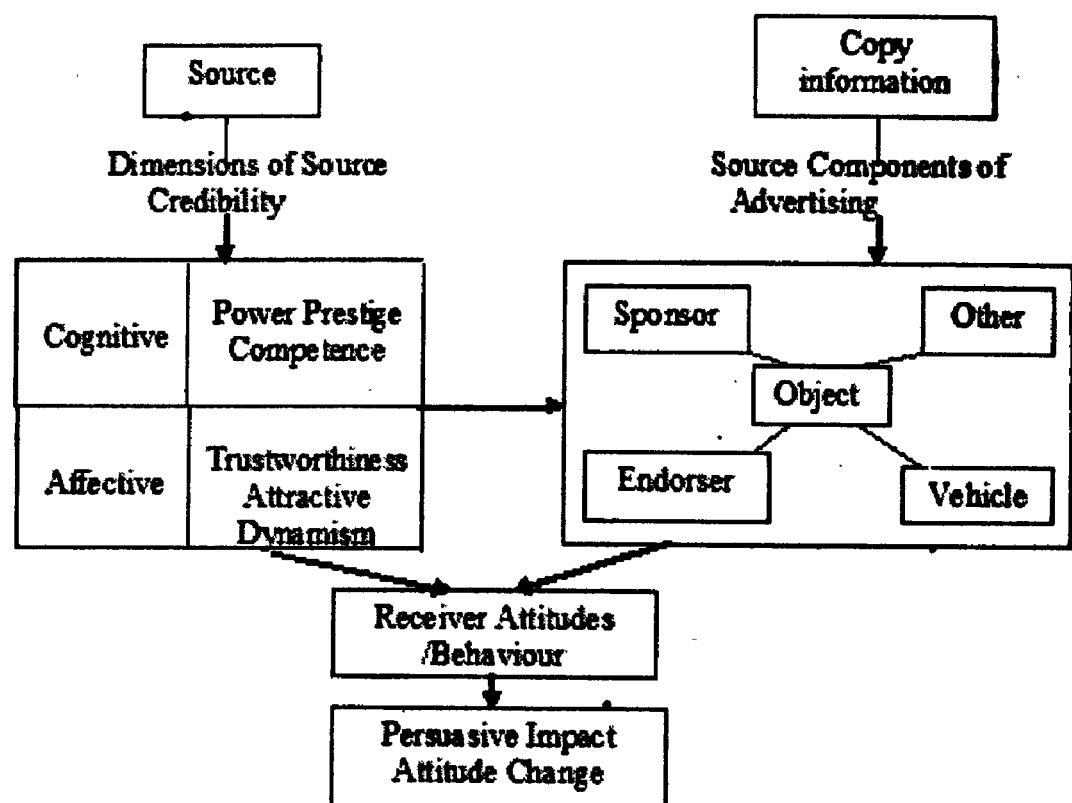 Source
Copy
information
Dimensions of Source
Credibility
Source Components of
Advertising
Cognitive
Power Prestige
Competence
Affective
Trustworthiness
Attractive
Dynamism
Sponsor
Other
Object
Endorser
Vehicle
Receiver Attitudes
/Behaviour
Persuasive Impact
Attitude Change